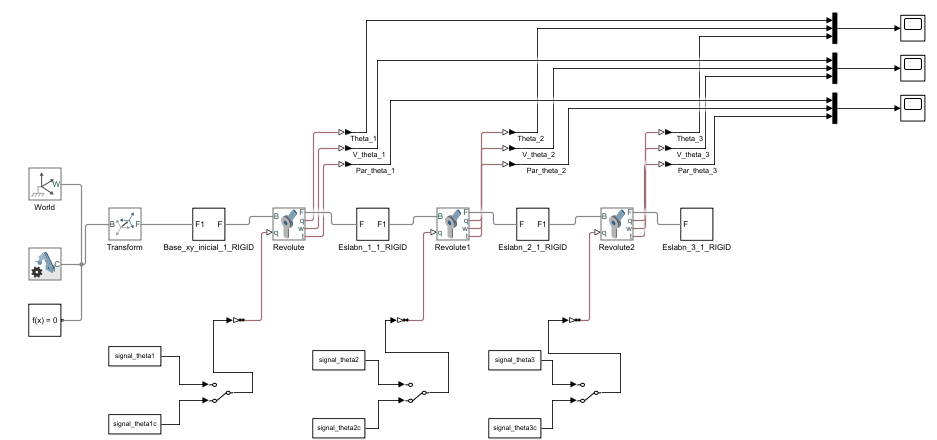 Theta_1
V_theta_1
Par_theta_1
Theta_2
V_theta_2
Par_theta_2
Theta_3
V_theta_3
Par_theta_3
W
World
C
f(x) = 0
B
F
Transform
F1
F
Base_xy_inicial_1_RIGID
B
q
F
q
w
t
Revolute
F
F1
Eslabn_1_1_RIGID
B
q
F
q
w
t
Revolute1
F
F1
Eslabn_2_1_RIGID
B
q
F
q
w
t
Revolute2
F
Eslabn_3_1_RIGID
signal_theta1
signal_theta1c
signal_theta2
signal_theta2c
signal_theta3
signal_theta3c